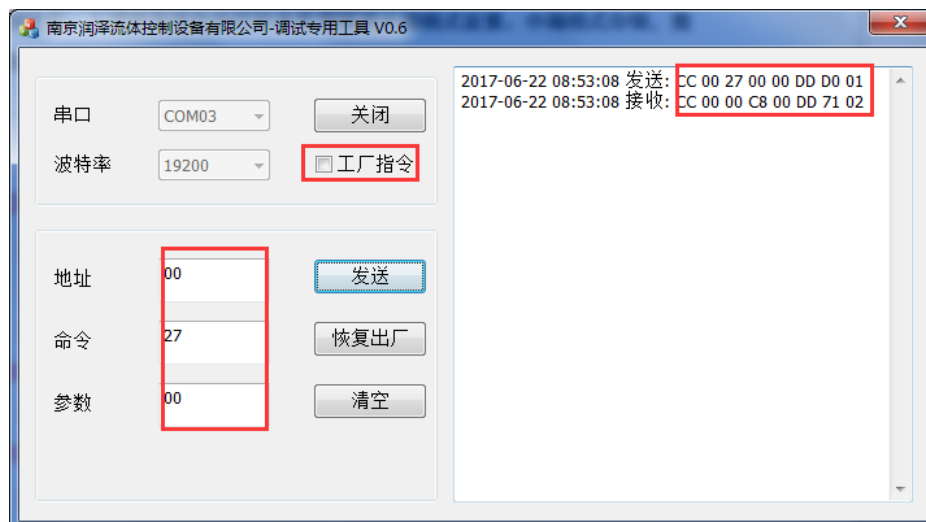 南京润泽流体控制设备有限公司-调试专用工具 V0.6
串口
COM03
关闭
波特率
19200
工厂指令
地址
00
发送
命令
27
恢复出厂
参数
00
清空
2017-06-22 08:53:08 发送: CC 00 27 00 00 DD D0 01
2017-06-22 08:53:08 接收: CC 00 00 C8 00 DD 71 02